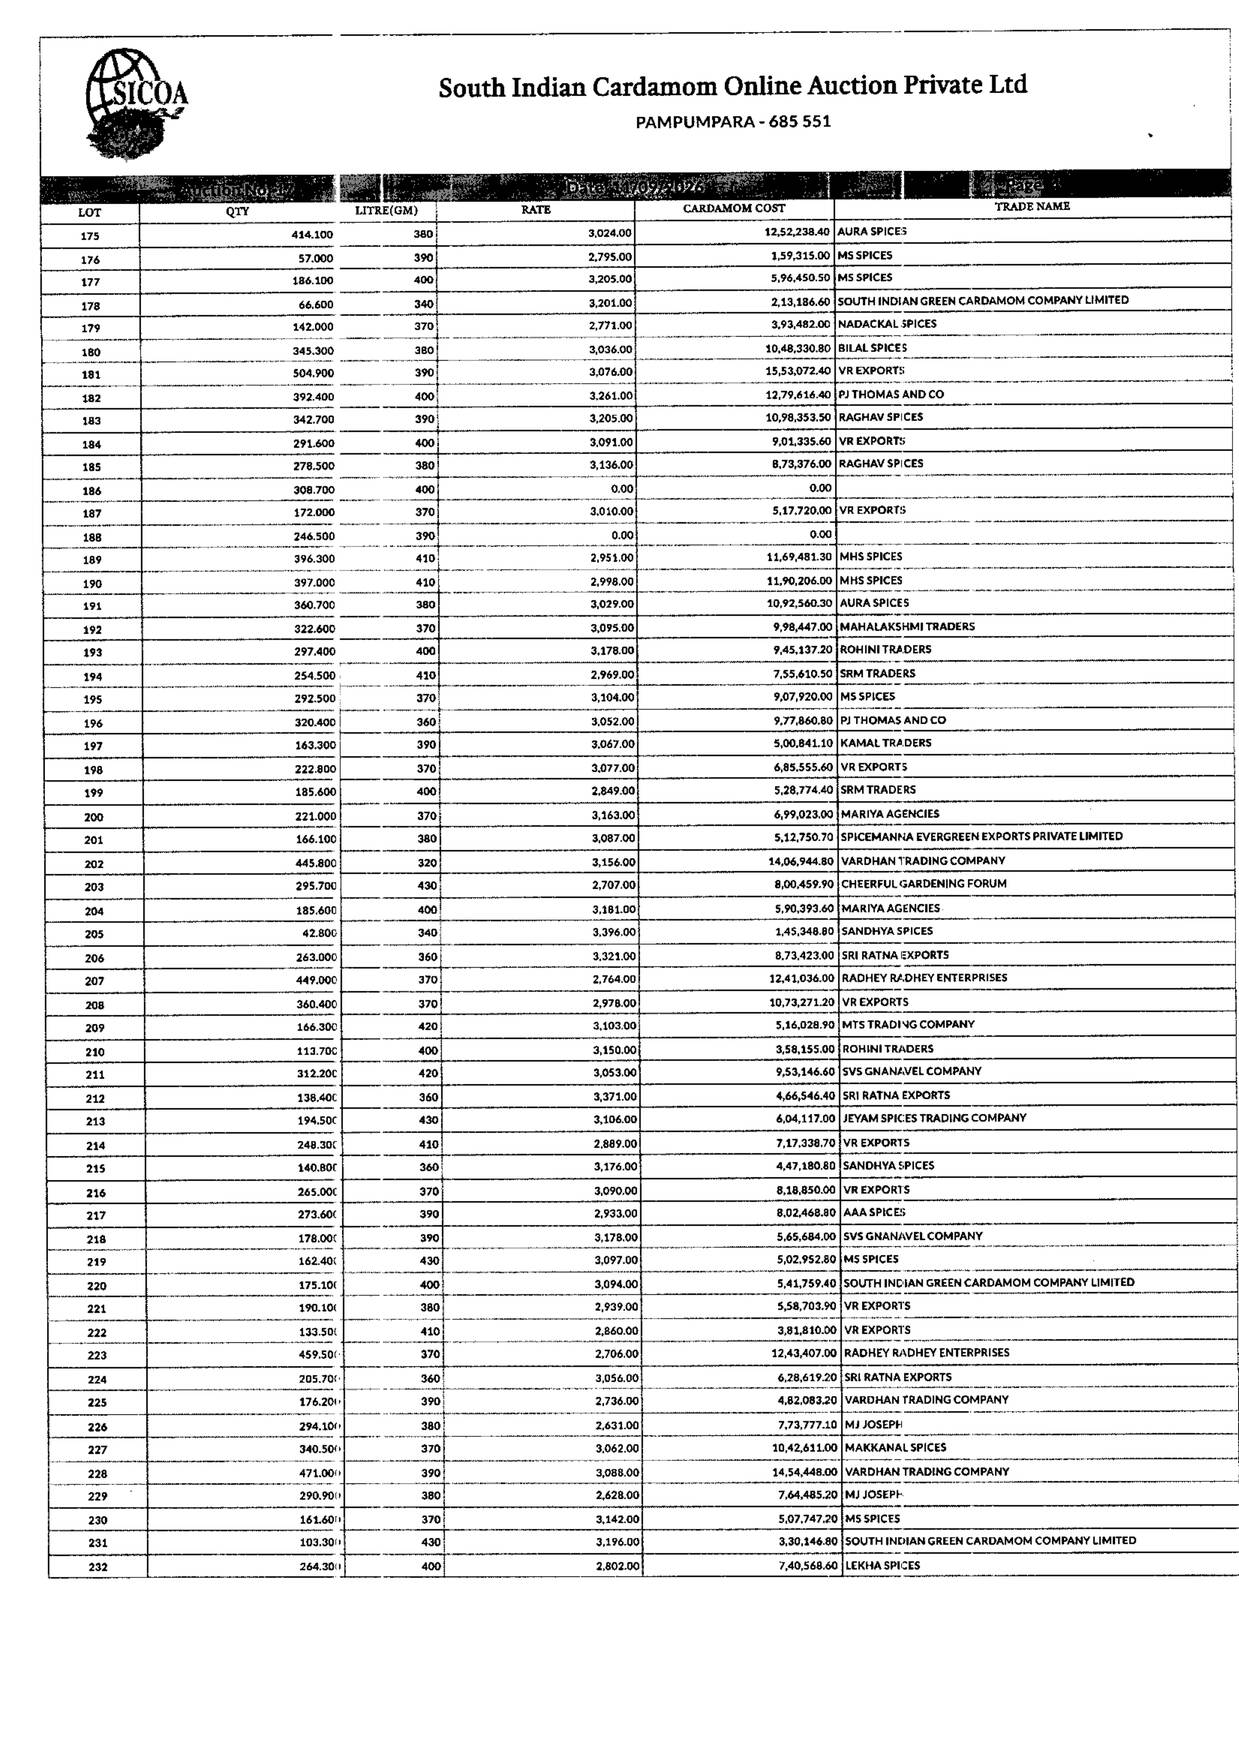 SICOA
South Indian Cardamom Online Auction Private Ltd
PAMPUMPARA - 685 551
Auction No: Date: 11/09/2026 Page
LOT QTY LITRE(GM) RATE CARDAMOM COST TRADE NAME
175 414.100 380 3,024.00 12,52,238.40 AURA SPICES
176 57.000 390 2,795.00 1,59,315.00 MS SPICES
177 186.100 400 3,205.00 5,96,450.50 MS SPICES
178 66.600 340 3,201.00 2,13,186.60 SOUTH INDIAN GREEN CARDAMOM COMPANY LIMITED
179 142.000 370 2,771.00 3,93,482.00 NADACKAL SPICES
180 345.300 380 3,036.00 10,48,330.80 BILAL SPICES
181 504.900 390 3,076.00 15,53,072.40 VR EXPORTS
182 392.400 400 3,261.00 12,79,616.40 PJ THOMAS AND CO
183 342.700 390 3,205.00 10,98,353.50 RAGHAV SPICES
184 291.600 400 3,091.00 9,01,335.60 VR EXPORTS
185 278.500 380 3,136.00 8,73,376.00 RAGHAV SPICES
186 308.700 400 0.00 0.00
187 172.000 370 3,010.00 5,17,720.00 VR EXPORTS
188 246.500 390 0.00 0.00
189 396.300 410 2,951.00 11,69,481.30 MHS SPICES
190 397.000 410 2,998.00 11,90,206.00 MHS SPICES
191 360.700 380 3,029.00 10,92,560.30 AURA SPICES
192 322.600 370 3,095.00 9,98,447.00 MAHALAKSHMI TRADERS
193 297.400 400 3,178.00 9,45,137.20 ROHINI TRADERS
194 254.500 410 2,969.00 7,55,610.50 SRM TRADERS
195 292.500 370 3,104.00 9,07,920.00 MS SPICES
196 320.400 360 3,052.00 9,77,860.80 PJ THOMAS AND CO
197 163.300 390 3,067.00 5,00,841.10 KAMAL TRADERS
198 222.800 370 3,077.00 6,85,555.60 VR EXPORTS
199 185.600 400 2,849.00 5,28,774.40 SRM TRADERS
200 221.000 370 3,163.00 6,99,023.00 MARIYA AGENCIES
201 166.100 380 3,087.00 5,12,750.70 SPICEMANNA EVERGREEN EXPORTS PRIVATE LIMITED
202 445.800 320 3,156.00 14,06,944.80 VARDHAN TRADING COMPANY
203 295.700 430 2,707.00 8,00,459.90 CHEERFUL GARDENING FORUM
204 185.600 400 3,181.00 5,90,393.60 MARIYA AGENCIES
205 42.800 340 3,396.00 1,45,348.80 SANDHYA SPICES
206 263.000 360 3,321.00 8,73,423.00 SRI RATNA EXPORTS
207 449.000 370 2,764.00 12,41,036.00 RADHEY RADHEY ENTERPRISES
208 360.400 370 2,978.00 10,73,271.20 VR EXPORTS
209 166.300 420 3,103.00 5,16,028.90 MTS TRADING COMPANY
210 113.700 400 3,150.00 3,58,155.00 ROHINI TRADERS
211 312.200 420 3,053.00 9,53,146.60 SVS GNANAVEL COMPANY
212 138.400 360 3,371.00 4,66,546.40 SRI RATNA EXPORTS
213 194.500 430 3,106.00 6,04,117.00 JEYAM SPICES TRADING COMPANY
214 248.300 410 2,889.00 7,17,338.70 VR EXPORTS
215 140.800 360 3,176.00 4,47,180.80 SANDHYA SPICES
216 265.000 370 3,090.00 8,18,850.00 VR EXPORTS
217 273.600 390 2,933.00 8,02,468.80 AAA SPICES
218 178.000 390 3,178.00 5,65,684.00 SVS GNANAVEL COMPANY
219 162.400 430 3,097.00 5,02,952.80 MS SPICES
220 175.100 400 3,094.00 5,41,759.40 SOUTH INDIAN GREEN CARDAMOM COMPANY LIMITED
221 190.100 380 2,939.00 5,58,703.90 VR EXPORTS
222 133.500 410 2,860.00 3,81,810.00 VR EXPORTS
223 459.500 370 2,706.00 12,43,407.00 RADHEY RADHEY ENTERPRISES
224 205.700 360 3,056.00 6,28,619.20 SRI RATNA EXPORTS
225 176.200 390 2,736.00 4,82,083.20 VARDHAN TRADING COMPANY
226 294.100 380 2,631.00 7,73,777.10 MJ JOSEPH
227 340.500 370 3,062.00 10,42,611.00 MAKKANAL SPICES
228 471.000 390 3,088.00 14,54,448.00 VARDHAN TRADING COMPANY
229 290.900 380 2,628.00 7,64,485.20 MJ JOSEPH
230 161.600 370 3,142.00 5,07,747.20 MS SPICES
231 103.300 430 3,196.00 3,30,146.80 SOUTH INDIAN GREEN CARDAMOM COMPANY LIMITED
232 264.300 400 2,802.00 7,40,568.60 LEKHA SPICES